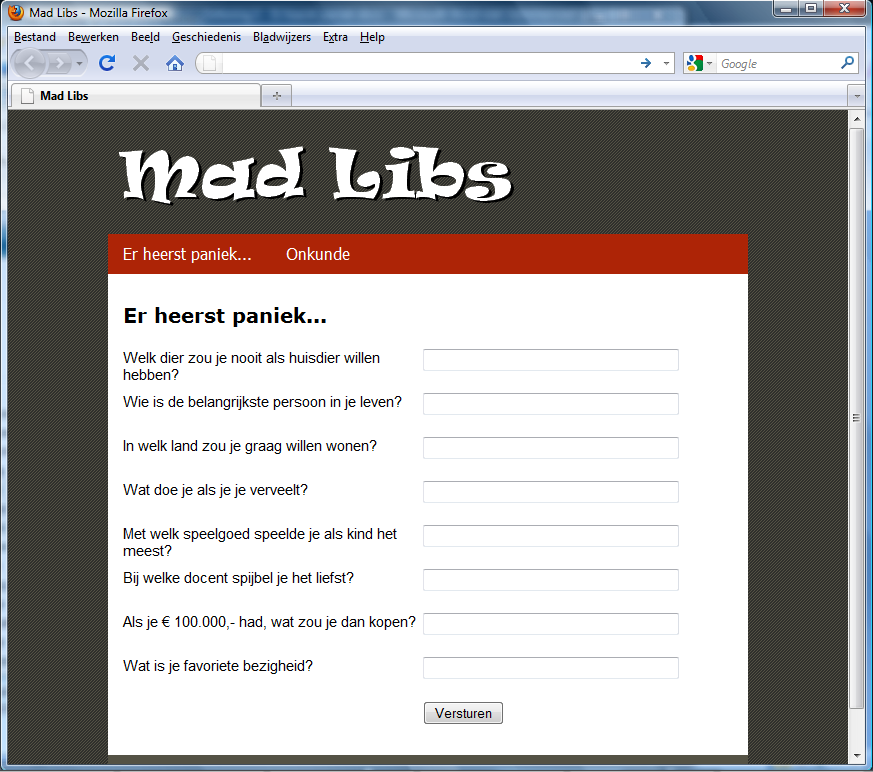 Mad Libs - Mozilla Firefox
Bestand Bewerken Beeld Geschiedenis Bladwijzers Extra Help
Google
Mad Libs
Mad Libs
Er heerst paniek... Onkunde
Er heerst paniek...
Welk dier zou je nooit als huisdier willen
hebben?
Wie is de belangrijkste persoon in je leven?
In welk land zou je graag willen wonen?
Wat doe je als je je verveelt?
Met welk speelgoed speelde je als kind het
meest?
Bij welke docent spijbel je het liefst?
Als je € 100.000,- had, wat zou je dan kopen?
Wat is je favoriete bezigheid?
Versturen